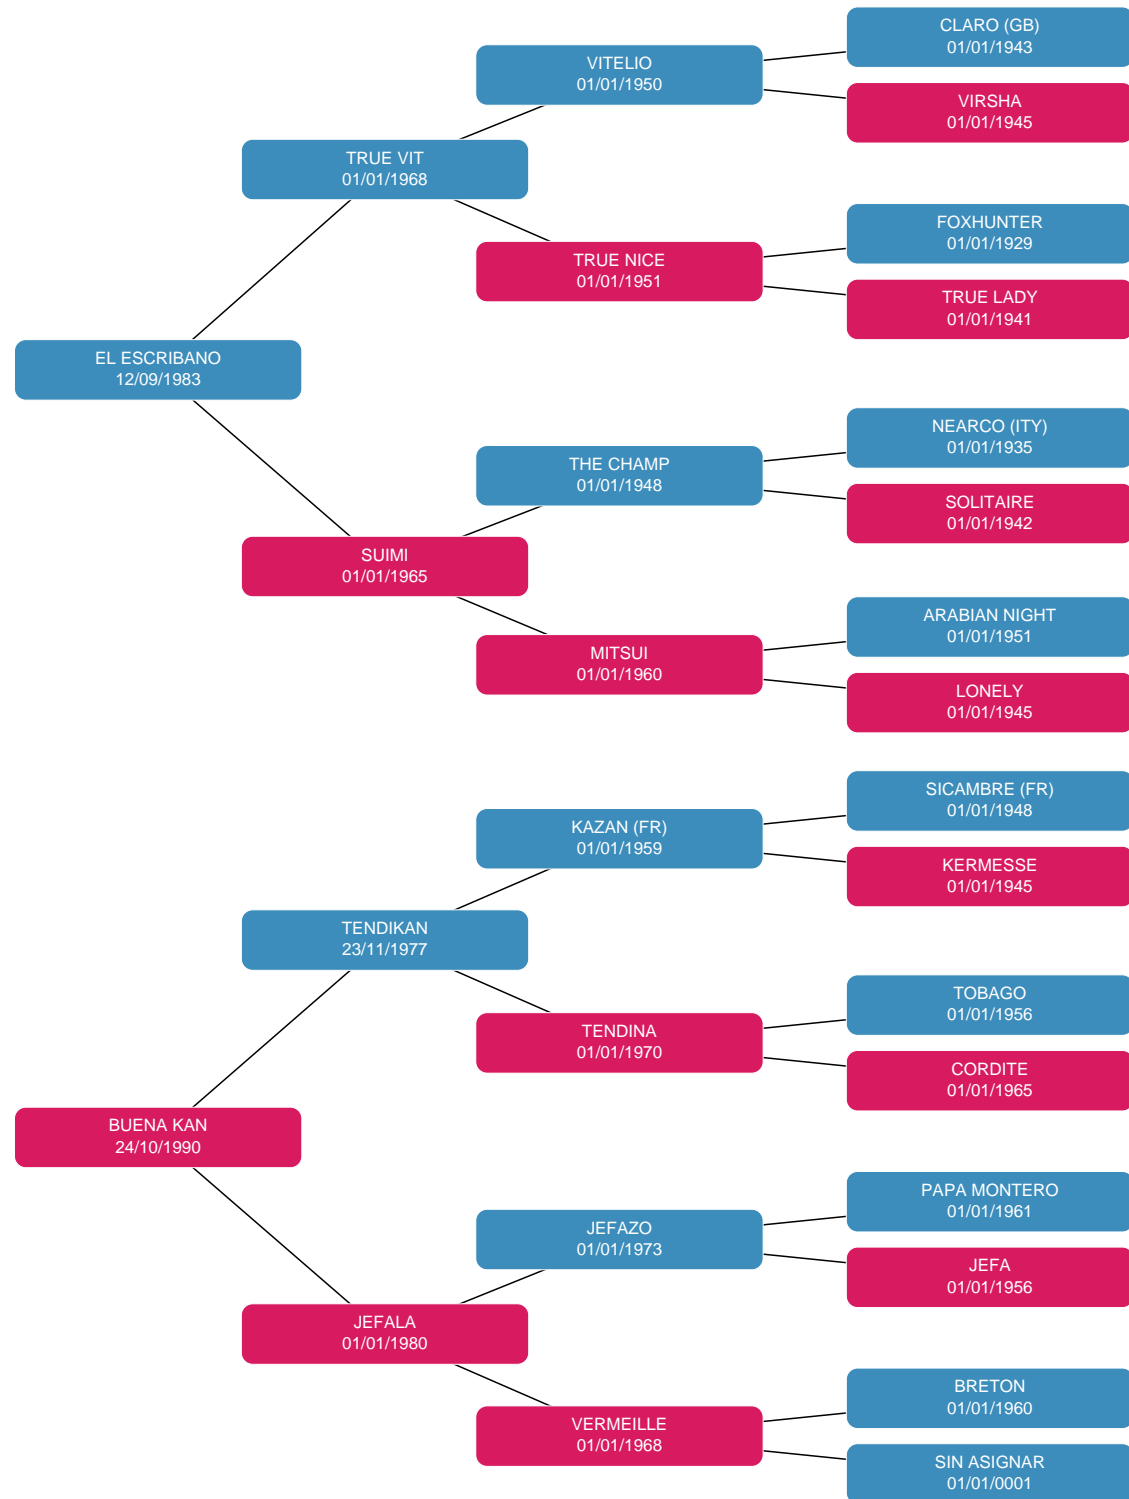 CLARO (GB)
01/01/1943
VITELIO
01/01/1950
VIRSHA
01/01/1945
TRUE VIT
01/01/1968
FOXHUNTER
01/01/1929
TRUE NICE
01/01/1951
TRUE LADY
01/01/1941
EL ESCRIBANO
12/09/1983
NEARCO (ITY)
01/01/1935
THE CHAMP
01/01/1948
SOLITAIRE
01/01/1942
SUIMI
01/01/1965
ARABIAN NIGHT
01/01/1951
MITSUI
01/01/1960
LONELY
01/01/1945
SICAMBRE (FR)
01/01/1948
KAZAN (FR)
01/01/1959
KERMESSE
01/01/1945
TENDIKAN
23/11/1977
TOBAGO
01/01/1956
TENDINA
01/01/1970
CORDITE
01/01/1965
BUENA KAN
24/10/1990
PAPA MONTERO
01/01/1961
JEFAZO
01/01/1973
JEFA
01/01/1956
JEFALA
01/01/1980
BRETON
01/01/1960
VERMEILLE
01/01/1968
SIN ASIGNAR
01/01/0001